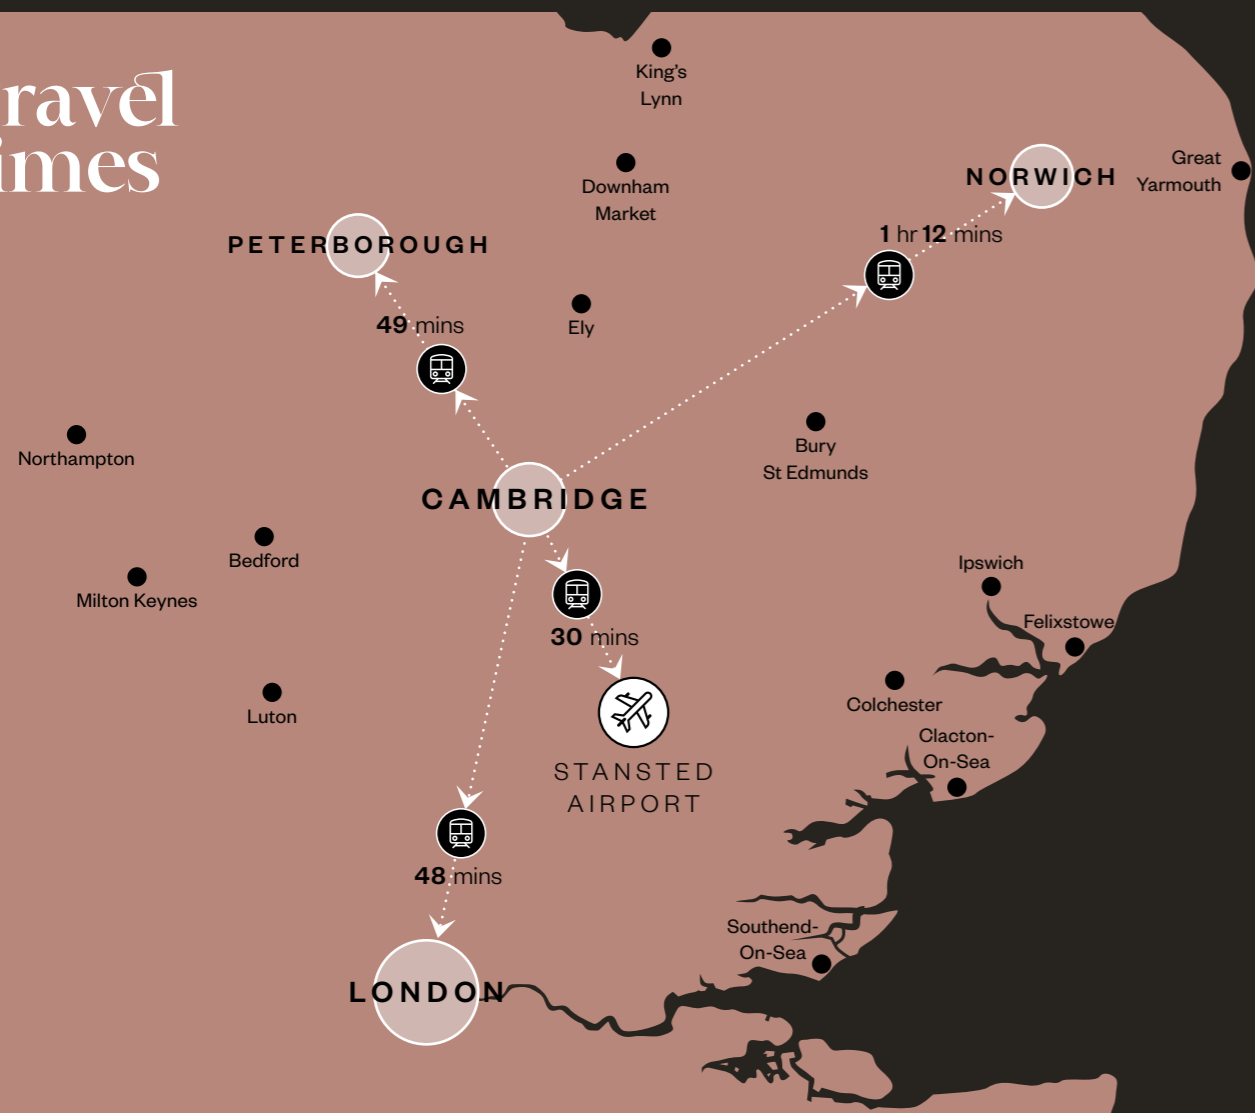 ravel
imes
King's
Lynn
Downham
Market
NORWICH
Great
Yarmouth
PETERBOROUGH
1 hr 12 mins
49 mins
Ely
Northampton
Bury
St Edmunds
CAMBRIDGE
Bedford
Milton Keynes
Ipswich
Felixstowe
30 mins
Luton
Colchester
Clacton-
On-Sea
STANSTED
AIRPORT
48 mins
Southend-
On-Sea
LONDON